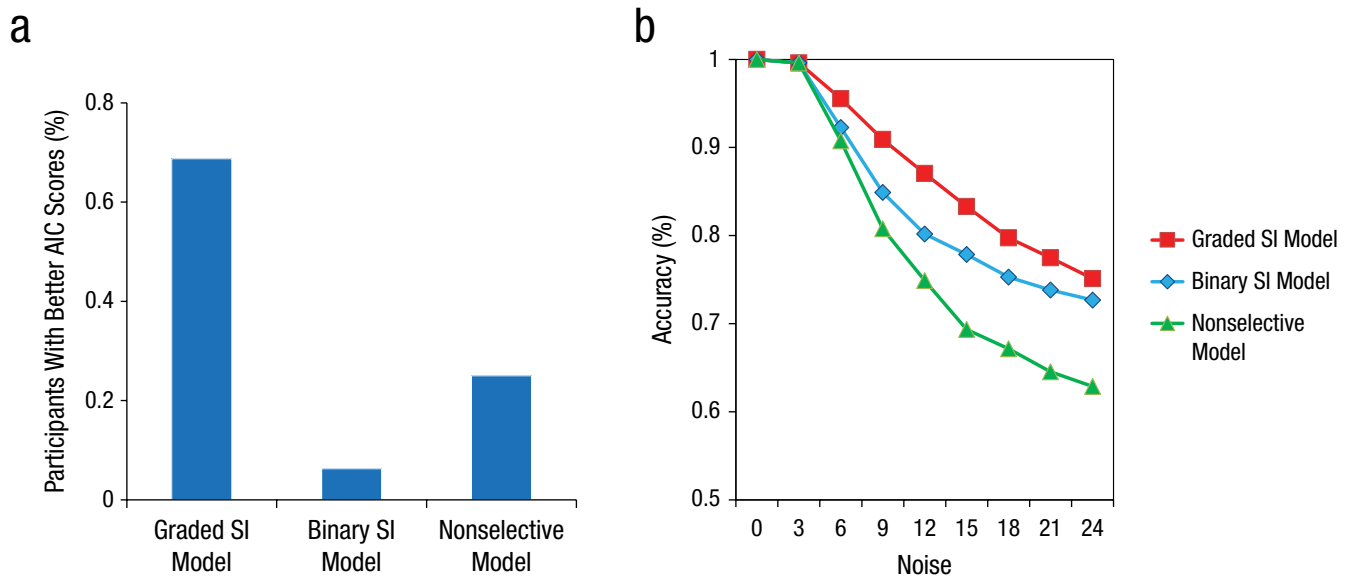 a
Participants With Better AIC Scores (%)
0.8
0.6
0.4
0.2
0
Graded SI
Model
Binary SI
Model
Nonselective
Model
b
Accuracy (%)
1
0.9
0.8
0.7
0.6
0.5
0 3 6 9 12 15 18 21 24
Noise
Graded SI Model
Binary SI Model
Nonselective
Model